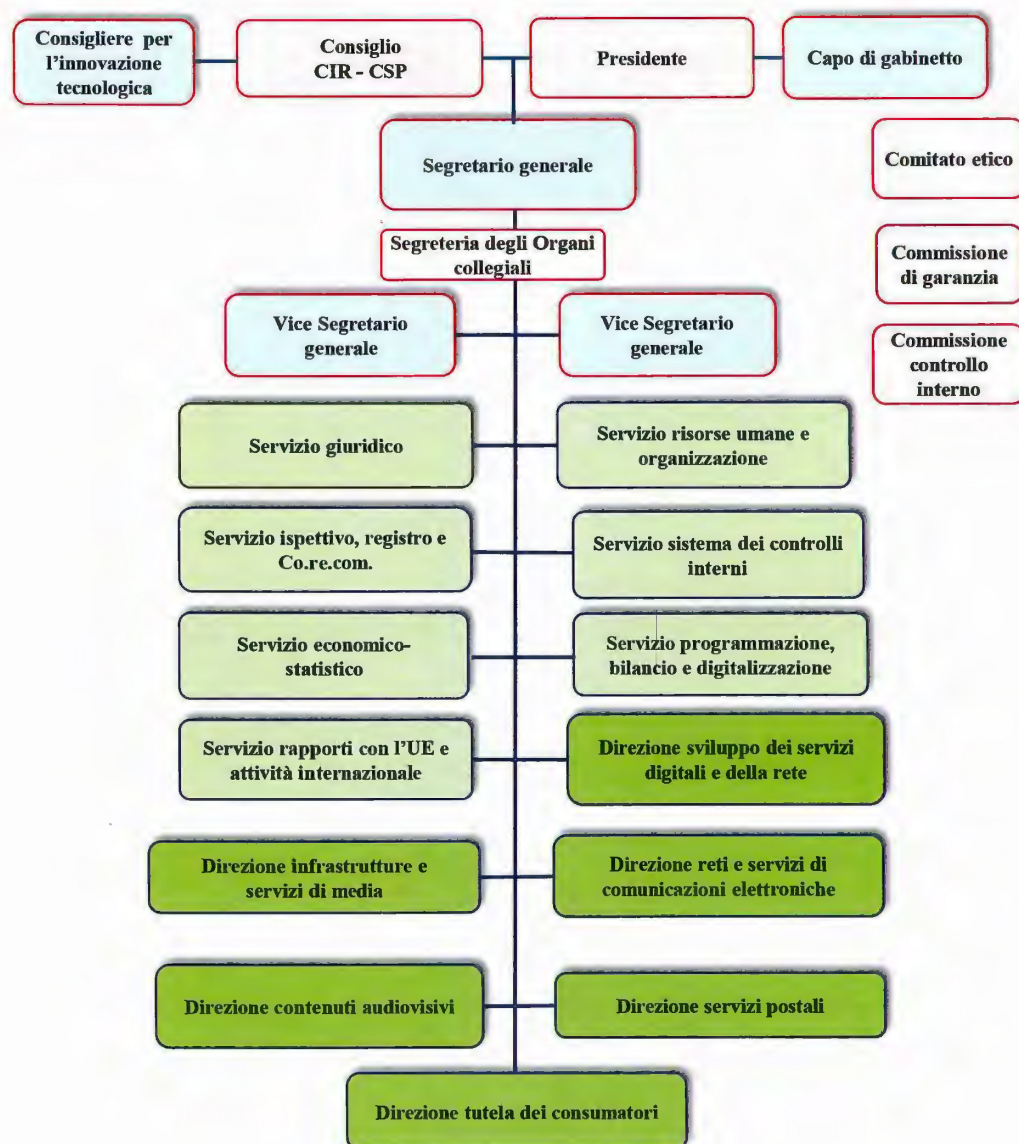 Consigliere per
l'innovazione
tecnologica
Consiglio
CIR - CSP
Presidente
Capo di gabinetto
Segretario generale
Comitato etico
Segreteria degli Organi
collegiali
Commissione
di garanzia
Vice Segretario
generale
Vice Segretario
generale
Commissione
controllo
interno
Servizio giuridico
Servizio risorse umane e
organizzazione
Servizio ispettivo, registro e
Co.re.com.
Servizio sistema dei controlli
interni
Servizio economico-
statistico
Servizio programmazione,
bilancio e digitalizzazione
Servizio rapporti con l'UE e
attività internazionale
Direzione sviluppo dei servizi
digitali e della rete
Direzione infrastrutture e
servizi di media
Direzione reti e servizi di
comunicazioni elettroniche
Direzione contenuti audiovisivi
Direzione servizi postali
Direzione tutela dei consumatori